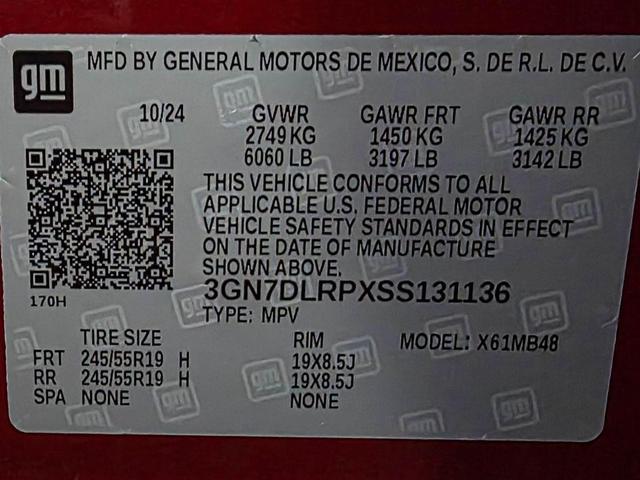 gm MFD BY GENERAL MOTORS DE MEXICO, S. DE R.L. DE C.V.
10/24 GVWR GAWR FRT GAWR RR
2749 KG 1450 KG 1425 KG
6060 LB 3197 LB 3142 LB
THIS VEHICLE CONFORMS TO ALL
APPLICABLE U.S. FEDERAL MOTOR
VEHICLE SAFETY STANDARDS IN EFFECT
ON THE DATE OF MANUFACTURE
SHOWN ABOVE.
3GN7DLRPXSS131136
170H
TYPE: MPV
TIRE SIZE RIM MODEL: X61MB48
FRT 245/55R19 H 19X8.5J
RR 245/55R19 H 19X8.5J
SPA NONE NONE